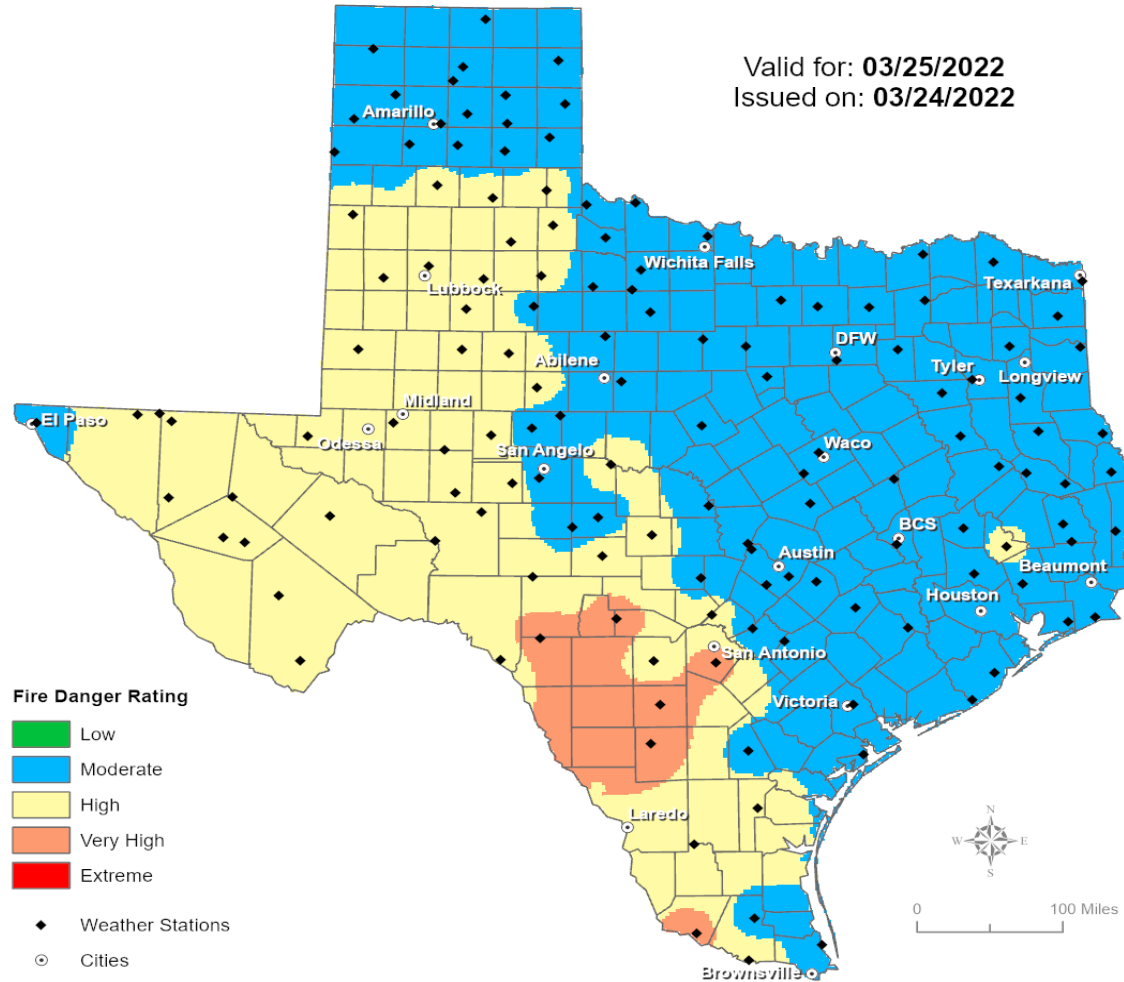 Valid for: 03/25/2022
Issued on: 03/24/2022
Amarillo
Wichita Falls
Lubbock
Texarkana
DFW
Abilene
Tyler
Longview
Midland
El Paso
Odessa
San Angelo
Waco
BCS
Austin
Beaumont
Houston
San Antonio
Victoria
Fire Danger Rating
Low
Moderate
High
Very High
Extreme
Laredo
N
W E
S
0 100 Miles
Weather Stations
Cities
Brownsville